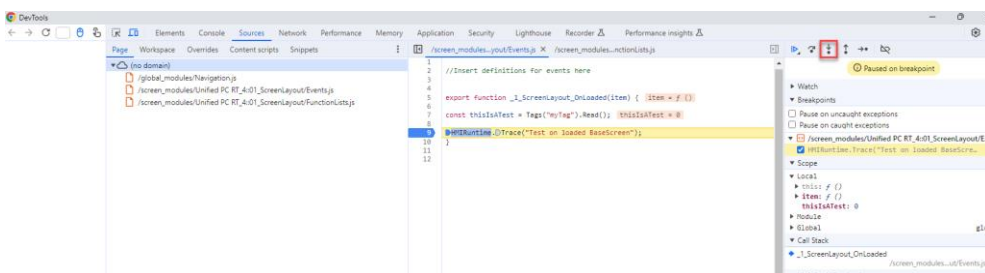 DevTools
Elements Console Sources Network Performance Memory Application Security Lighthouse Recorder Performance insights
Page Workspace Overrides Content scripts Snippets
/screen_modules...yout/Events.js × /screen_modules...nctionLists.js
(no domain)
/global_modules/Navigation.js
/screen_modules/Unified PC RT_4::01_ScreenLayout/Events.js
/screen_modules/Unified PC RT_4::01_ScreenLayout/FunctionLists.js
1
2 //Insert definitions for events here
3
4
5 export function _1_ScreenLayout_OnLoaded(item) { item = ƒ ()
6
7 const thisIsATest = Tags("myTag").Read(); thisIsATest = 0
8
9 HMIRuntime.Trace("Test on loaded BaseScreen");
10 }
11
12
Paused on breakpoint
Watch
Breakpoints
Pause on uncaught exceptions
Pause on caught exceptions
/screen_modules/Unified PC RT_4::01_ScreenLayout/E
HMIRuntime.Trace("Test on loaded BaseScre…
Scope
Local
this: ƒ ()
item: ƒ ()
thisIsATest: 0
Module
Global glo
Call Stack
_1_ScreenLayout_OnLoaded
/screen_modules…ut/Events.js